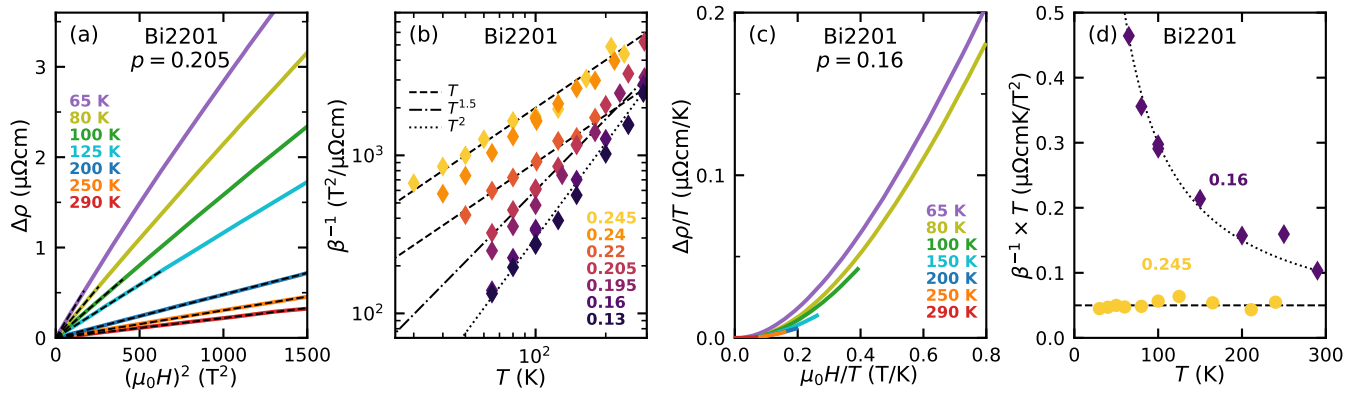 (a)
Bi2201
p = 0.205
65 K
80 K
100 K
125 K
200 K
250 K
290 K
0
1
2
3
Δρ (μΩcm)
0
500
1000
1500
(μ₀H)² (T²)
(b)
Bi2201
T
T¹·⁵
T²
0.245
0.24
0.22
0.205
0.195
0.16
0.13
10²
10³
β⁻¹ (T²/μΩcm)
10²
T (K)
(c)
Bi2201
p = 0.16
65 K
80 K
100 K
150 K
200 K
250 K
290 K
0.0
0.1
0.2
Δρ/T (μΩcm/K)
0.0
0.2
0.4
0.6
0.8
μ₀H/T (T/K)
(d)
Bi2201
0.16
0.245
0.0
0.1
0.2
0.3
0.4
0.5
β⁻¹ × T (μΩcmK/T²)
0
100
200
300
T (K)